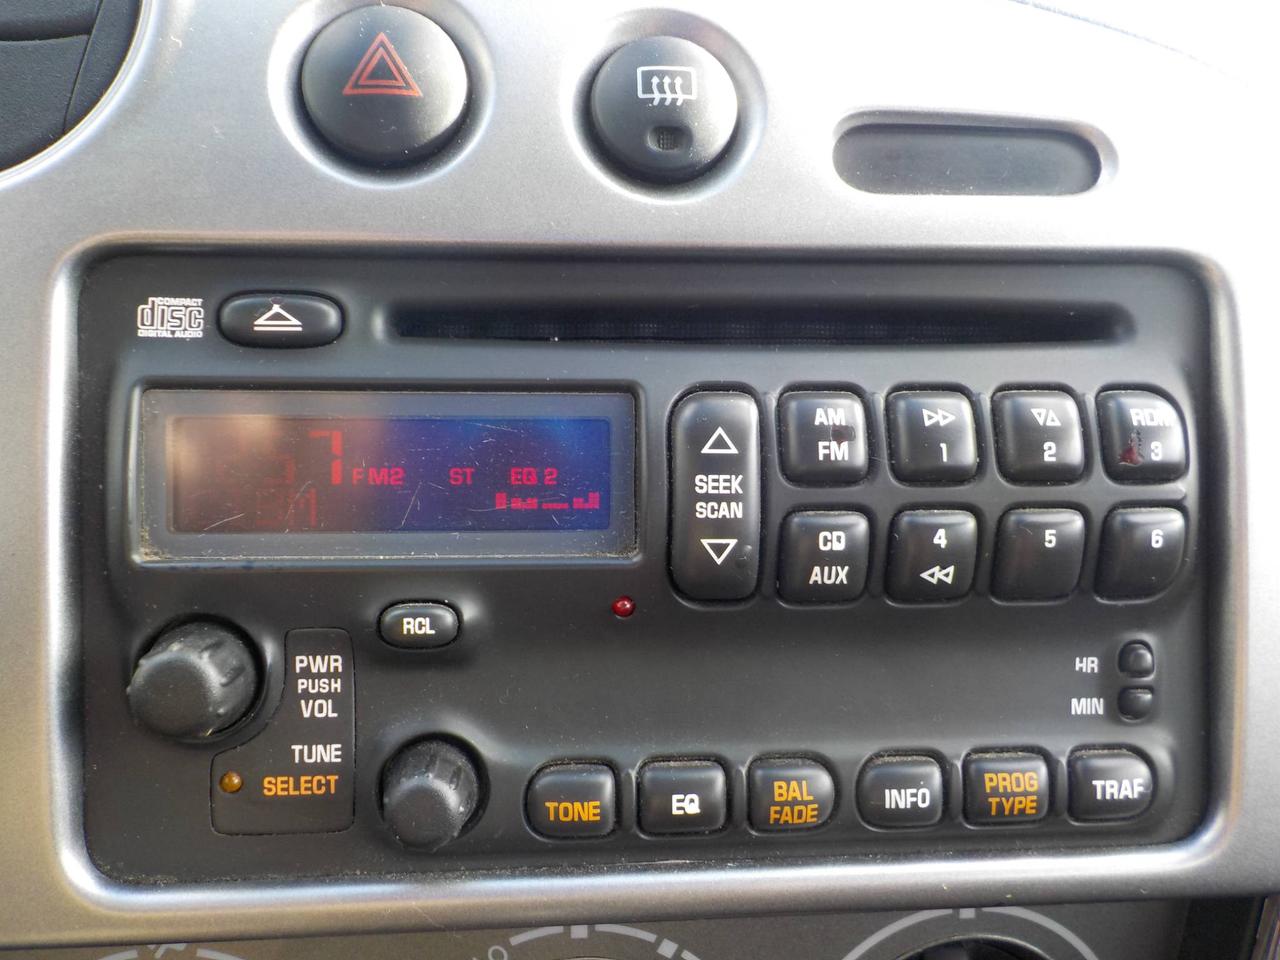 COMPACT
disc
DIGITAL AUDIO
7 FM2 ST EQ 2
SEEK
SCAN
AM
FM
1
2
RDM
3
CD
AUX
4
5
6
RCL
PWR
PUSH
VOL
TUNE
SELECT
HR
MIN
TONE
EQ
BAL
FADE
INFO
PROG
TYPE
TRAF